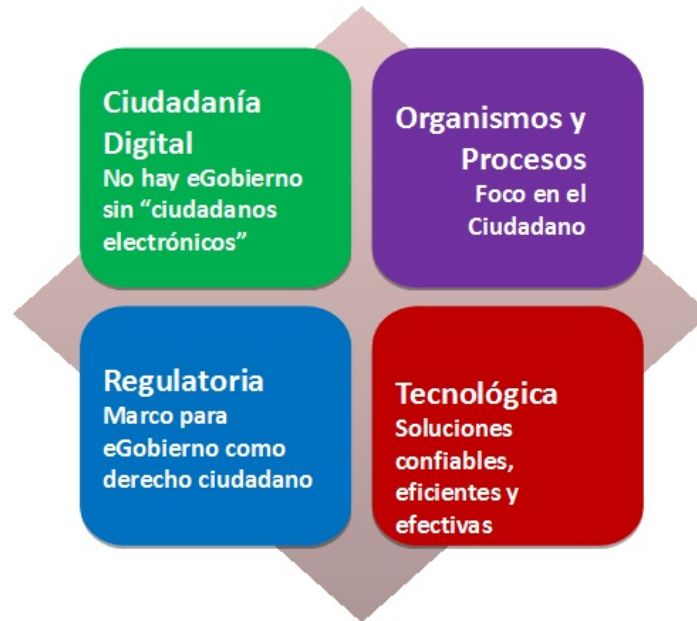 Ciudadanía
Digital
No hay eGobierno
sin “ciudadanos
electrónicos”
Organismos y
Procesos
Foco en el
Ciudadano
Regulatoria
Marco para
eGobierno como
derecho ciudadano
Tecnológica
Soluciones
confiables,
eficientes y
efectivas